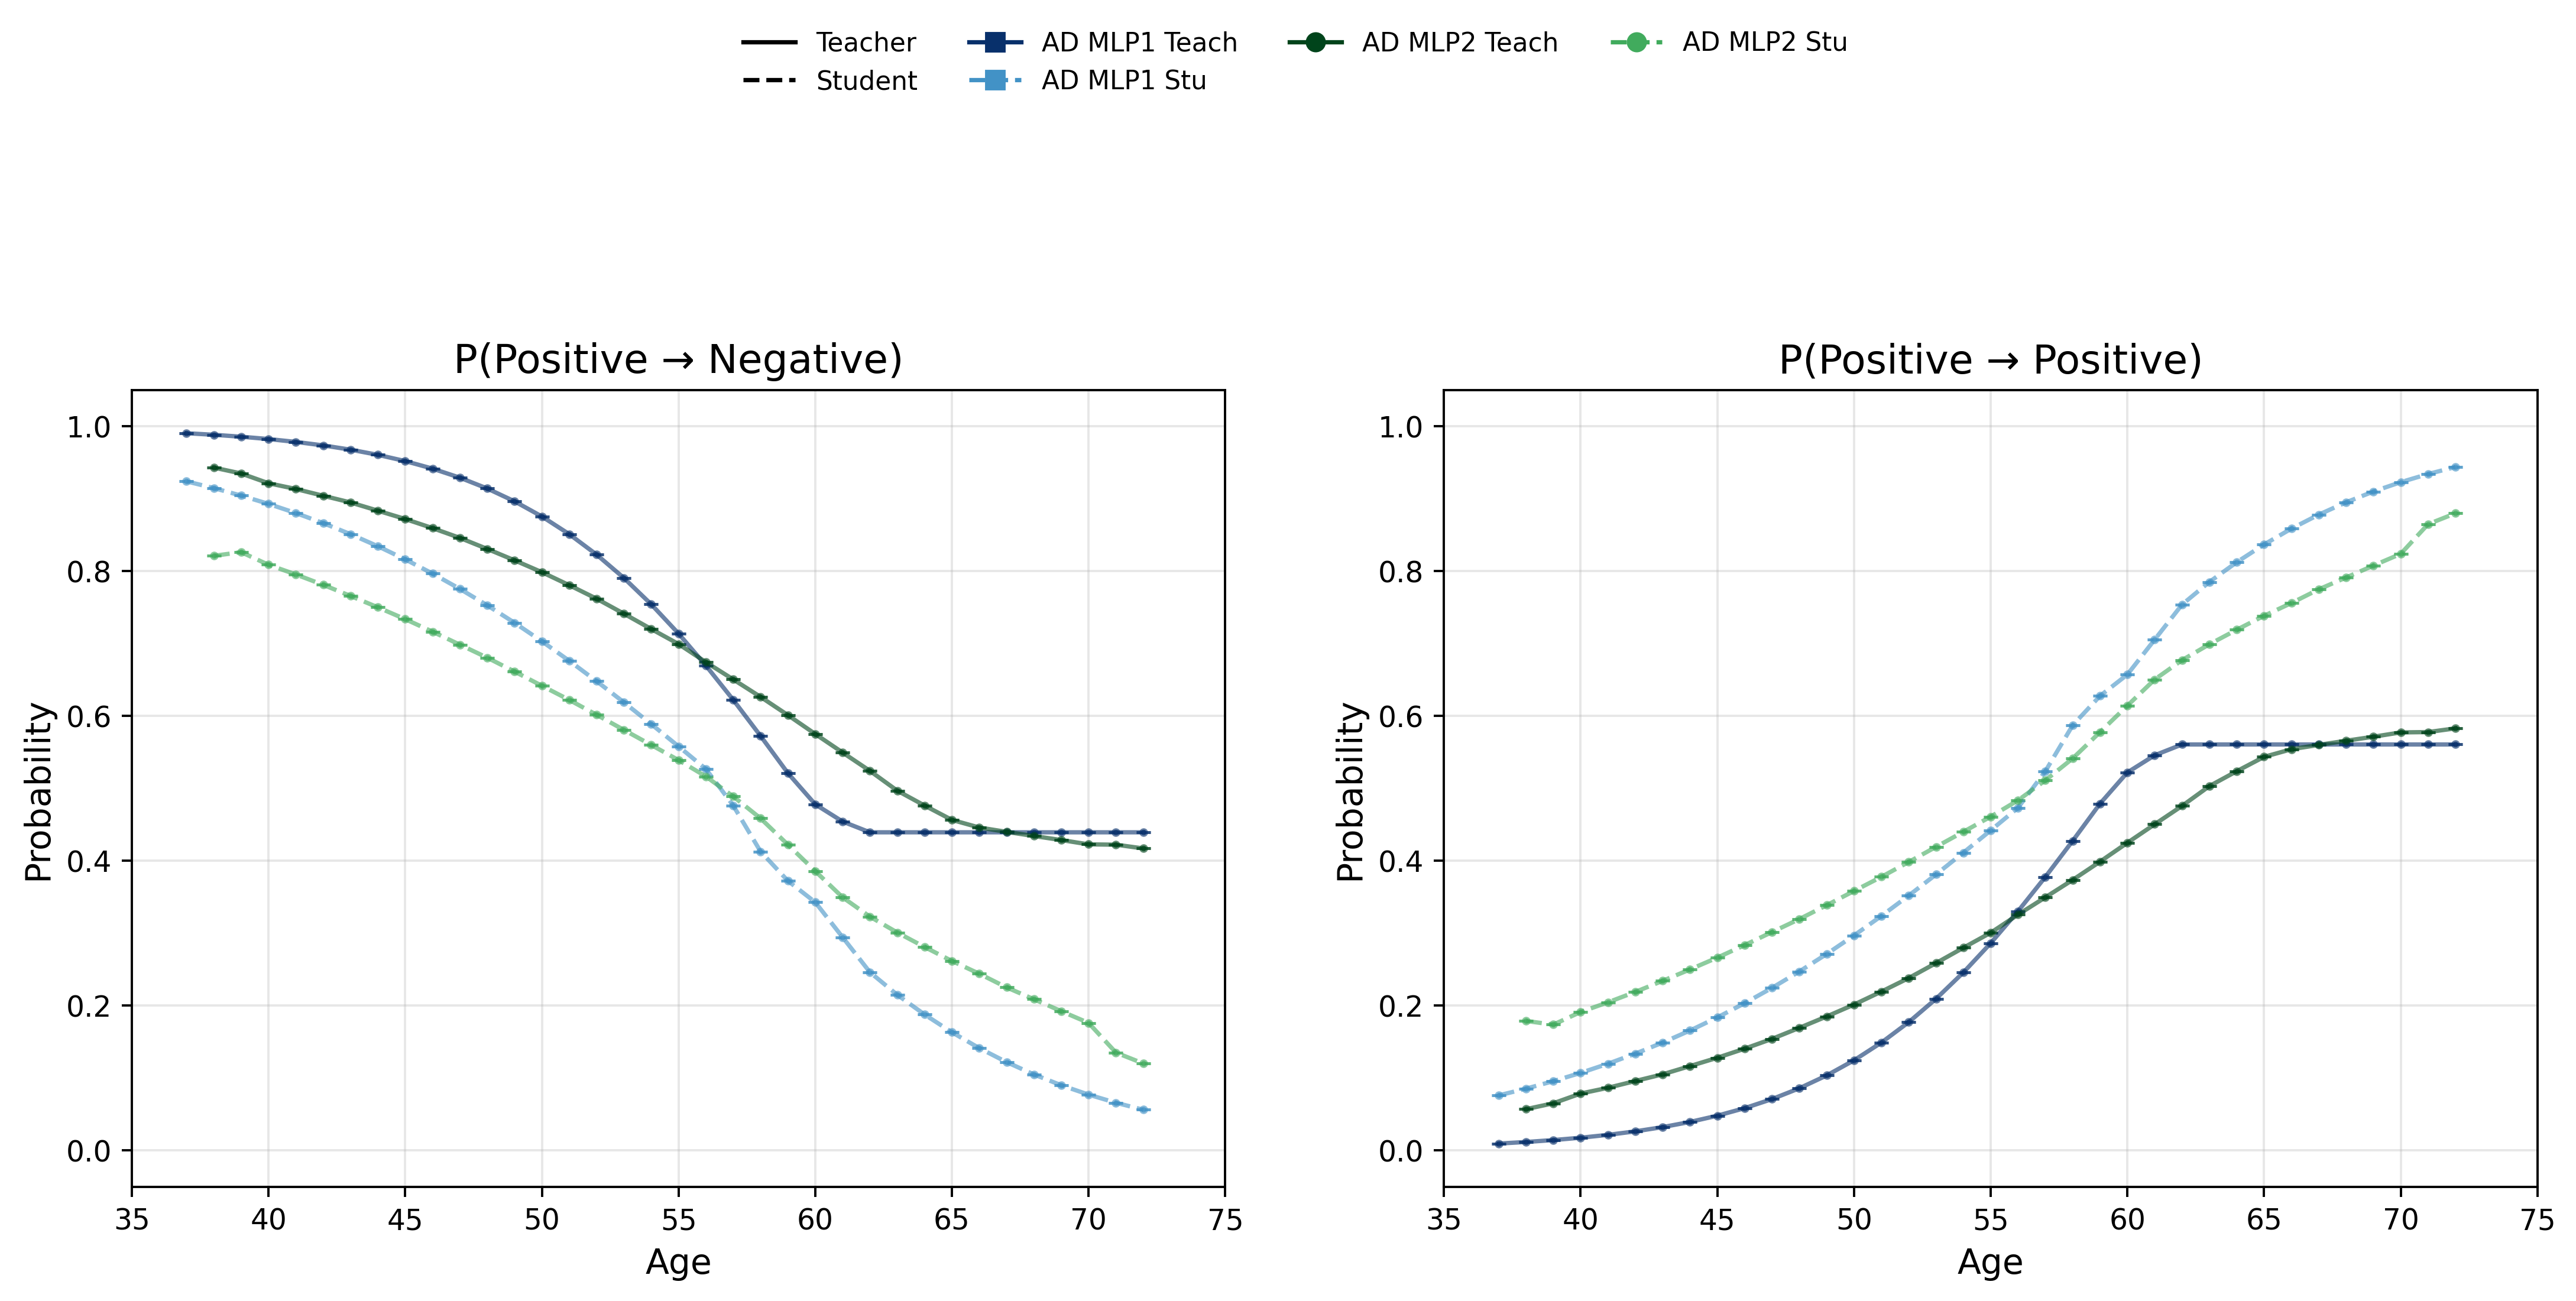 Teacher
Student
AD MLP1 Teach
AD MLP1 Stu
AD MLP2 Teach
AD MLP2 Stu
P(Positive → Negative)
Probability
1.0
0.8
0.6
0.4
0.2
0.0
35 40 45 50 55 60 65 70 75
Age
P(Positive → Positive)
Probability
1.0
0.8
0.6
0.4
0.2
0.0
35 40 45 50 55 60 65 70 75
Age